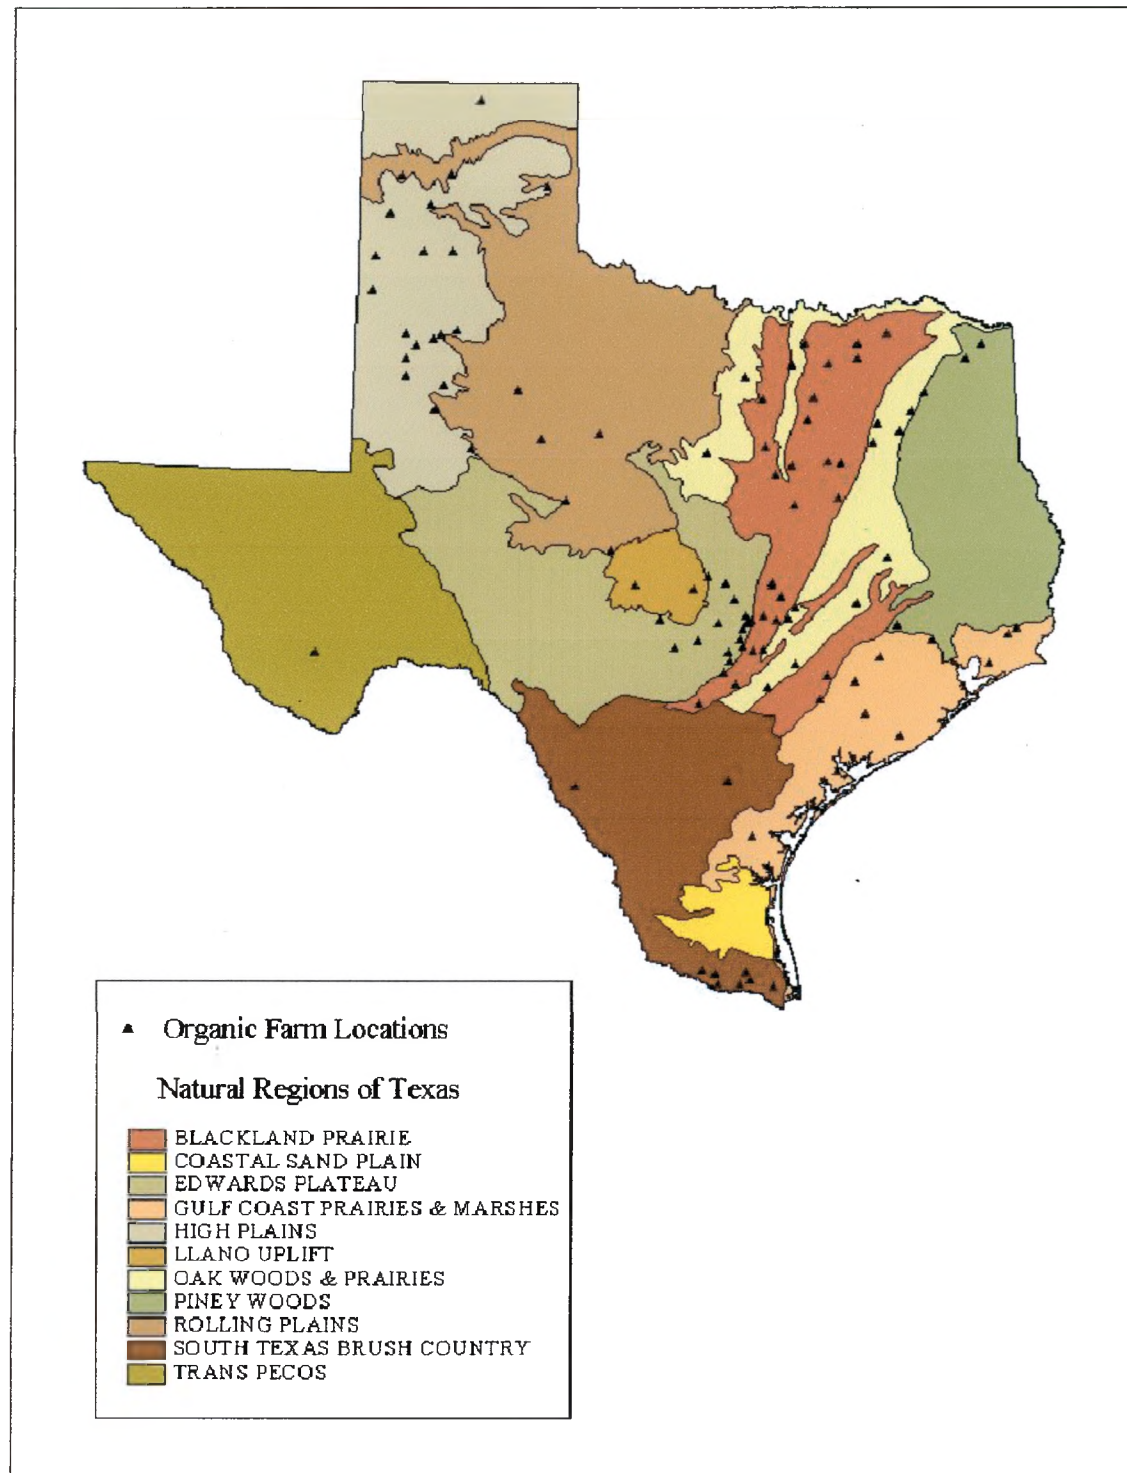 Organic Farm Locations
Natural Regions of Texas
BLACKLAND PRAIRIE
COASTAL SAND PLAIN
EDWARDS PLATEAU
GULF COAST PRAIRIES & MARSHES
HIGH PLAINS
LLANO UPLIFT
OAK WOODS & PRAIRIES
PINEY WOODS
ROLLING PLAINS
SOUTH TEXAS BRUSH COUNTRY
TRANS PECOS